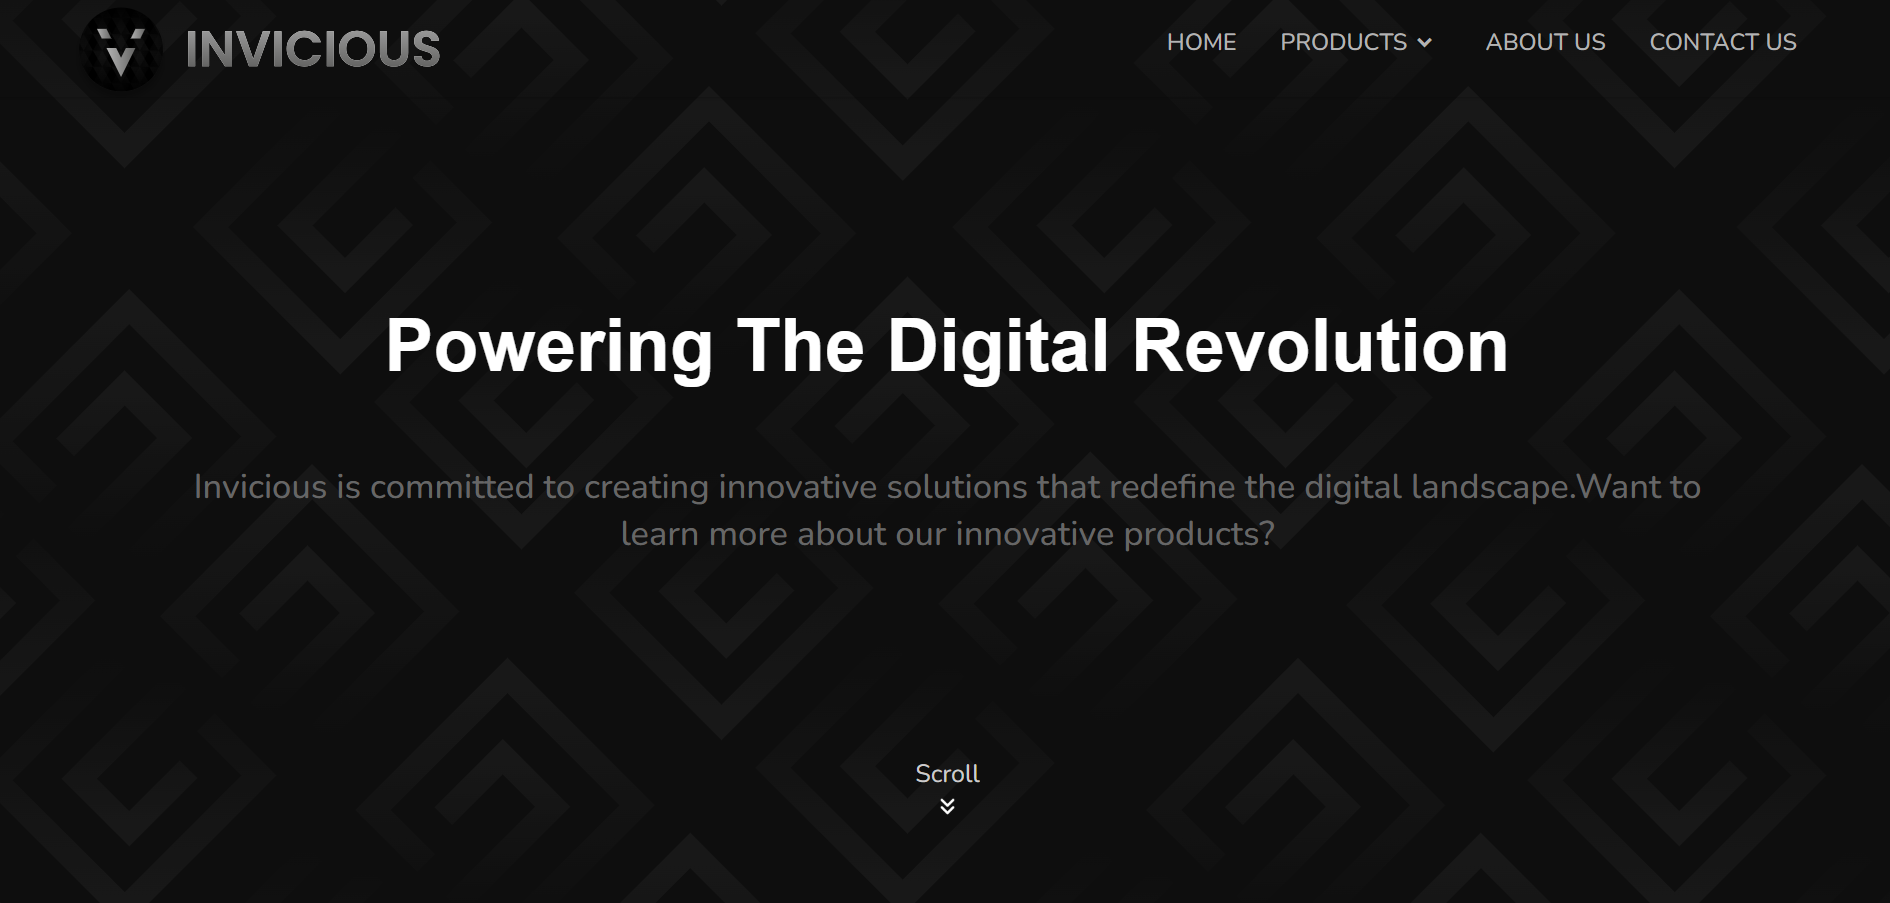 INVICIOUS
HOME PRODUCTS ABOUT US CONTACT US
Powering The Digital Revolution
Invicious is committed to creating innovative solutions that redefine the digital landscape.Want to
learn more about our innovative products?
Scroll